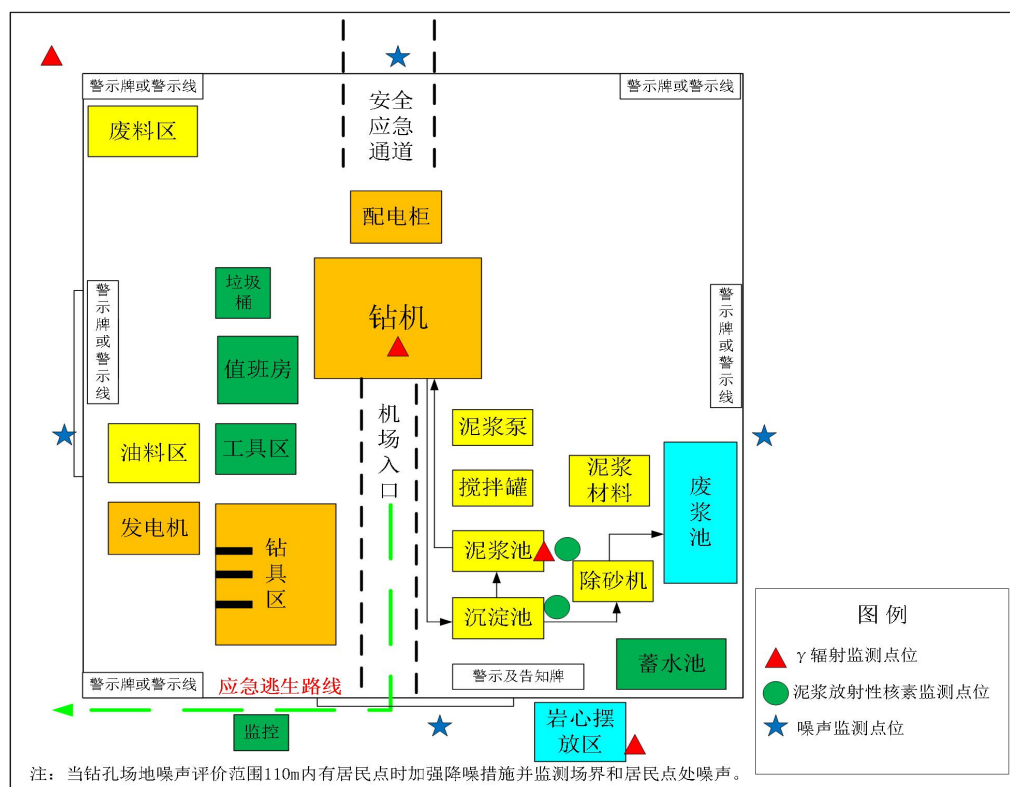 警示牌或警示线
警示牌或警示线
安全
应急
通道
废料区
配电柜
垃圾
桶
钻机
警示牌或警示线
警示牌或警示线
值班房
机场入口
泥浆泵
油料区
工具区
搅拌罐
泥浆
材料
废浆池
发电机
钻具区
泥浆池
除砂机
沉淀池
图 例
γ辐射监测点位
泥浆放射性核素监测点位
噪声监测点位
蓄水池
警示牌或警示线
应急逃生路线
警示及告知牌
监控
岩心摆
放区
注：当钻孔场地噪声评价范围110m内有居民点时加强降噪措施并监测场界和居民点处噪声。